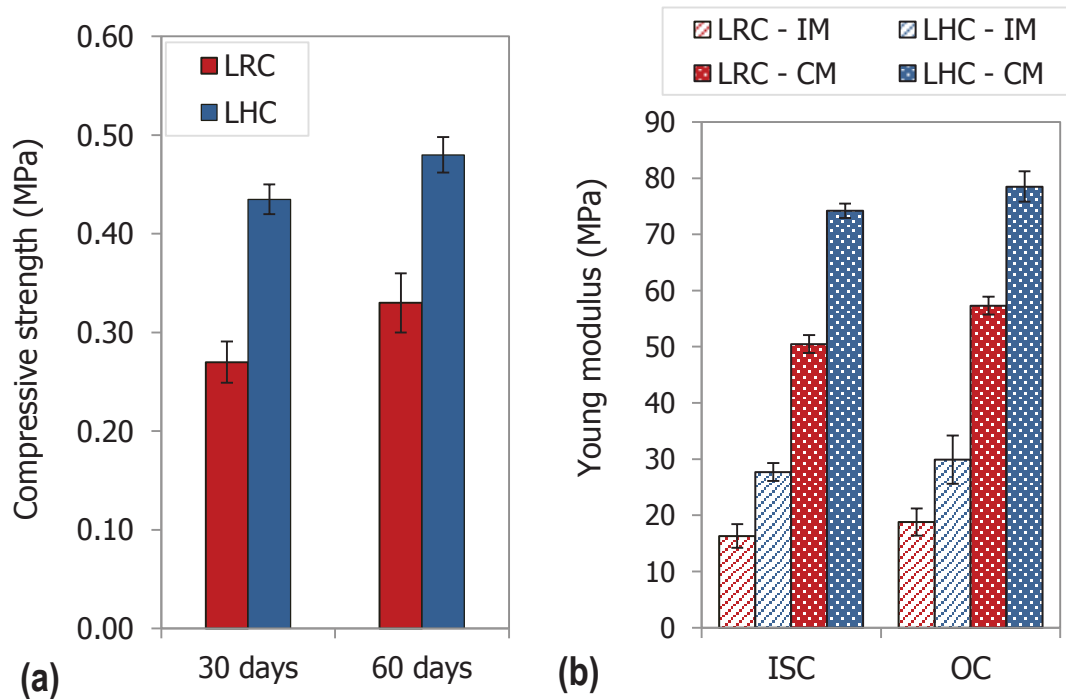 Compressive strength (MPa)
0.60
0.50
0.40
0.30
0.20
0.10
0.00
LRC
LHC
30 days
60 days
(a)
LRC - IM
LHC - IM
LRC - CM
LHC - CM
Young modulus (MPa)
90
80
70
60
50
40
30
20
10
0
ISC
OC
(b)